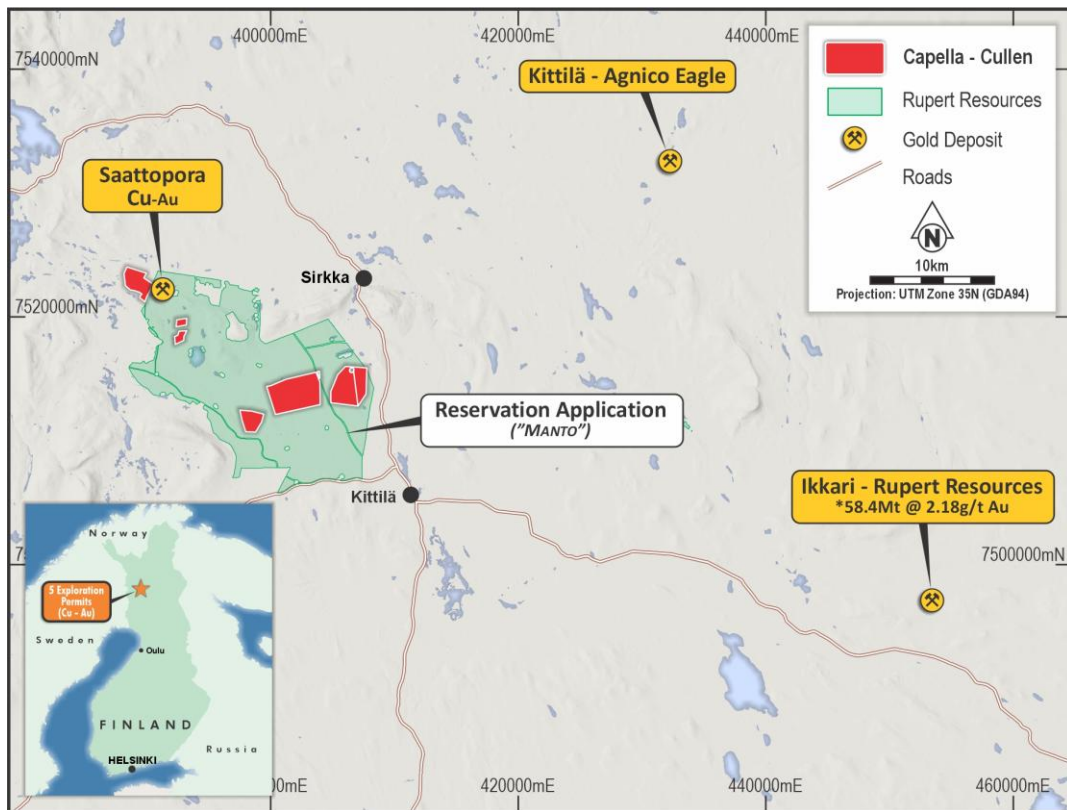 400000mE
420000mE
440000mE
7540000mN
Kittilä - Agnico Eagle
Capella - Cullen
Rupert Resources
Gold Deposit
Roads
N
10km
Projection: UTM Zone 35N (GDA94)
Saattopora
Cu-Au
Sirkka
7520000mN
Reservation Application
("MANTO")
Kittilä
Ikkari - Rupert Resources
*58.4Mt @ 2.18g/t Au
7500000mN
Norway
5 Exploration
Permits
(Cu - Au)
Sweden
Oulu
FINLAND
Russia
HELSINKI
420000mE
440000mE
460000mE